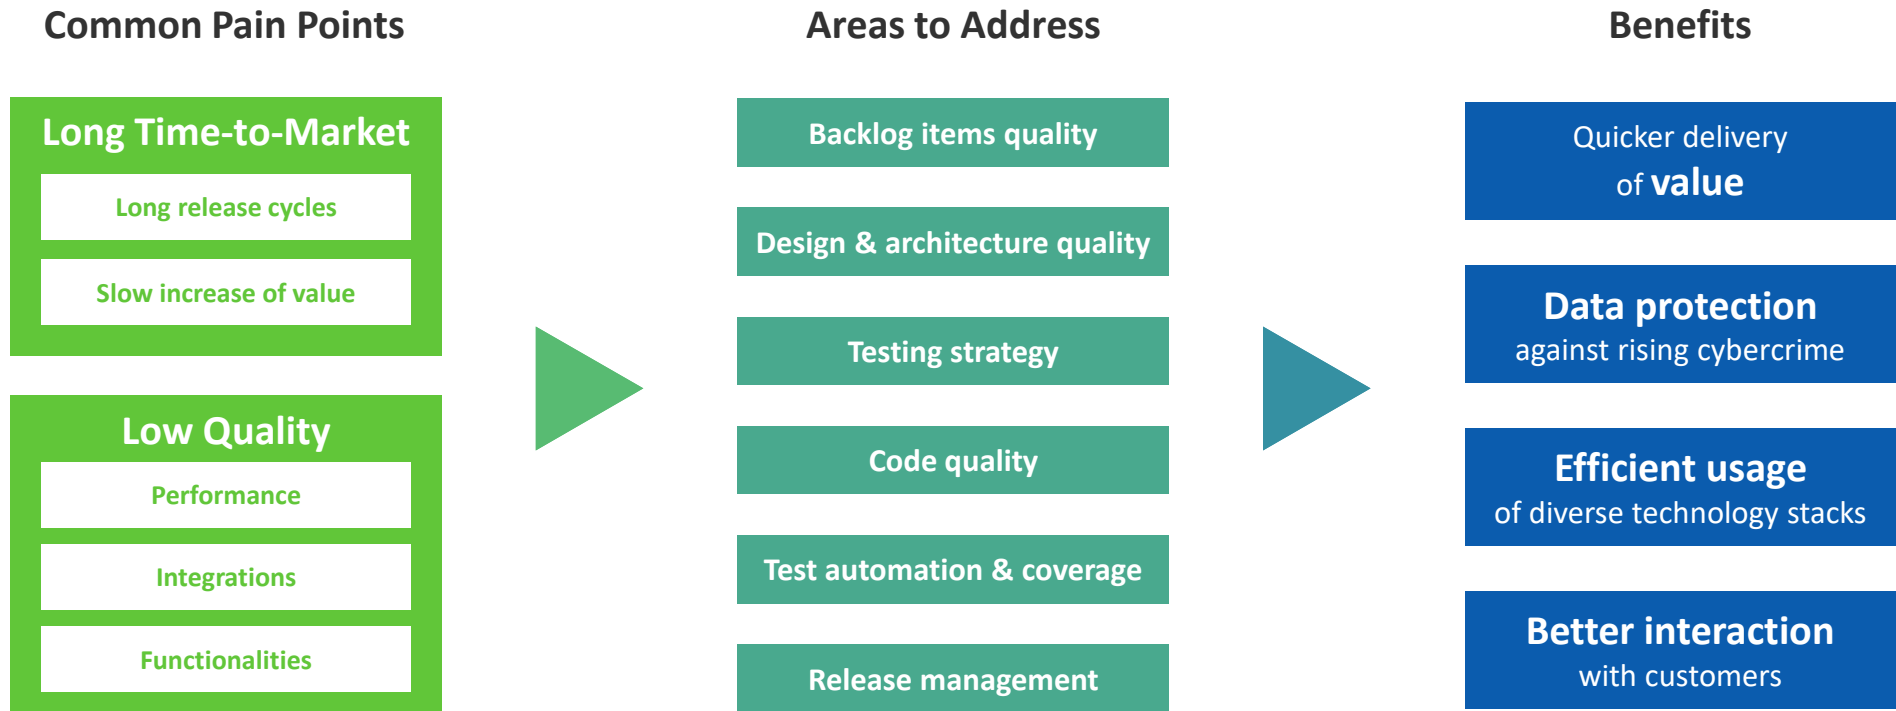 Common Pain Points
Long Time-to-Market
Long release cycles
Slow increase of value
Low Quality
Performance
Integrations
Functionalities
Areas to Address
Backlog items quality
Design & architecture quality
Testing strategy
Code quality
Test automation & coverage
Release management
Benefits
Quicker delivery
of value
Data protection
against rising cybercrime
Efficient usage
of diverse technology stacks
Better interaction
with customers